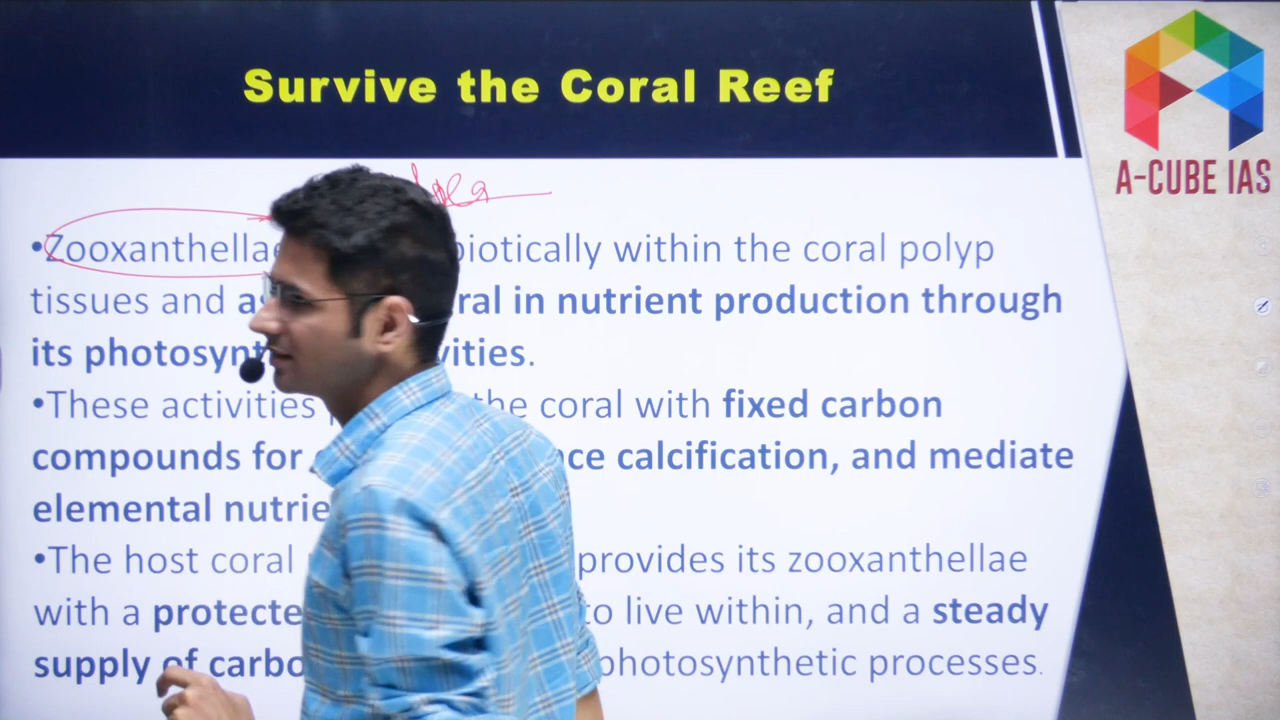 Survive the Coral Reef
A-CUBE IAS
•Zooxanthellae biotically within the coral polyp
tissues and a ral in nutrient production through
its photosyn vities.
•These activities the coral with fixed carbon
compounds for nce calcification, and mediate
elemental nutrie
•The host coral provides its zooxanthellae
with a protecte to live within, and a steady
supply of carbo photosynthetic processes.